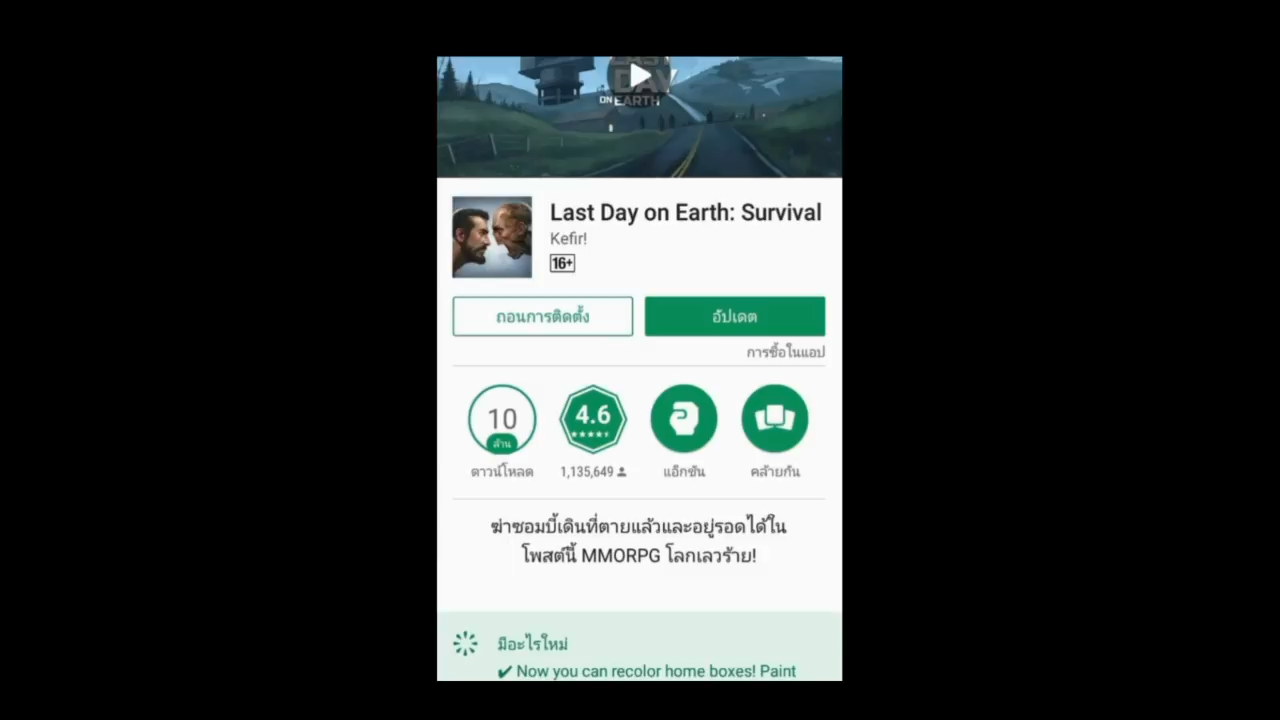 LAST
DAY
ON EARTH
Last Day on Earth: Survival
Kefir!
16+
ถอนการติดตั้ง
อัปเดต
การซื้อในแอป
10
ล้าน
4.6
ดาวน์โหลด
1,135,649
แอ็กชัน
คล้ายกัน
ฆ่าซอมบี้เดินที่ตายแล้วและอยู่รอดได้ใน
โพสต์นี้ MMORPG โลกเลวร้าย!
มีอะไรใหม่
✔ Now you can recolor home boxes! Paint